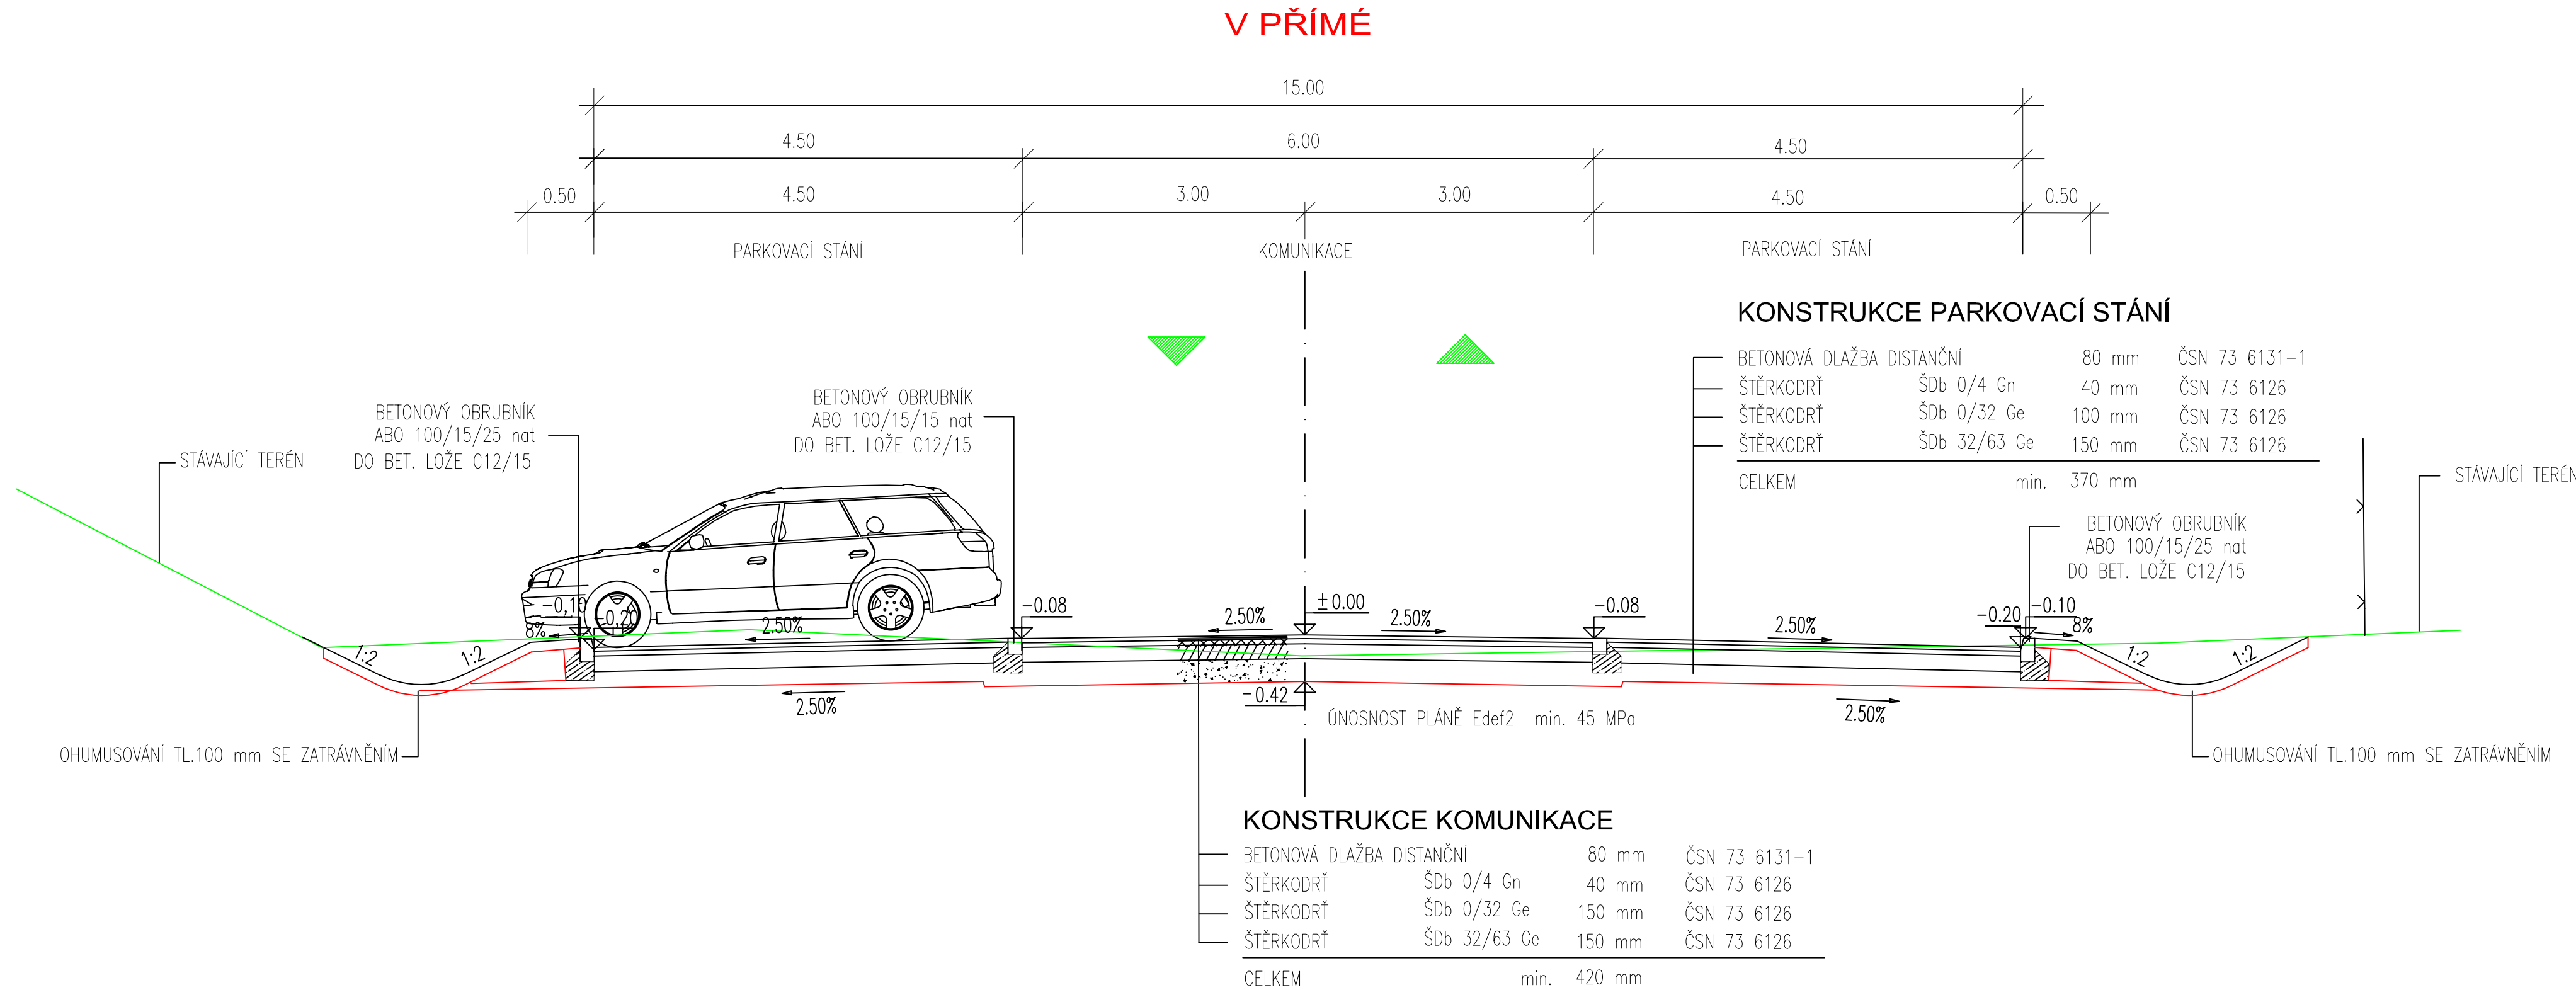 V PŘÍMÉ
15.00
4.50 6.00 4.50
0.50 4.50 3.00 3.00 4.50 0.50
PARKOVACÍ STÁNÍ KOMUNIKACE PARKOVACÍ STÁNÍ
KONSTRUKCE PARKOVACÍ STÁNÍ
BETONOVÁ DLAŽBA DISTANČNÍ 80 mm ČSN 73 6131-1
ŠTĚRKODRŤ ŠDb 0/4 Gn 40 mm ČSN 73 6126
ŠTĚRKODRŤ ŠDb 0/32 Ge 100 mm ČSN 73 6126
ŠTĚRKODRŤ ŠDb 32/63 Ge 150 mm ČSN 73 6126
CELKEM min. 370 mm
BETONOVÝ OBRUBNÍK
ABO 100/15/25 nat
DO BET. LOŽE C12/15
BETONOVÝ OBRUBNÍK
ABO 100/15/15 nat
DO BET. LOŽE C12/15
STÁVAJÍCÍ TERÉN
STÁVAJÍCÍ TERÉN
BETONOVÝ OBRUBNÍK
ABO 100/15/25 nat
DO BET. LOŽE C12/15
-0,10 -0,20 -0.08 ±0.00 -0.08 -0.20 -0.10
8% 2.50% 2.50% 2.50% 2.50% 8%
1:2 1:2 1:2 1:2
2.50% -0.42 2.50%
ÚNOSNOST PLÁNĚ Edef2 min. 45 MPa
OHUMUSOVÁNÍ TL.100 mm SE ZATRÁVNĚNÍM
OHUMUSOVÁNÍ TL.100 mm SE ZATRÁVNĚNÍM
KONSTRUKCE KOMUNIKACE
BETONOVÁ DLAŽBA DISTANČNÍ 80 mm ČSN 73 6131-1
ŠTĚRKODRŤ ŠDb 0/4 Gn 40 mm ČSN 73 6126
ŠTĚRKODRŤ ŠDb 0/32 Ge 150 mm ČSN 73 6126
ŠTĚRKODRŤ ŠDb 32/63 Ge 150 mm ČSN 73 6126
CELKEM min. 420 mm